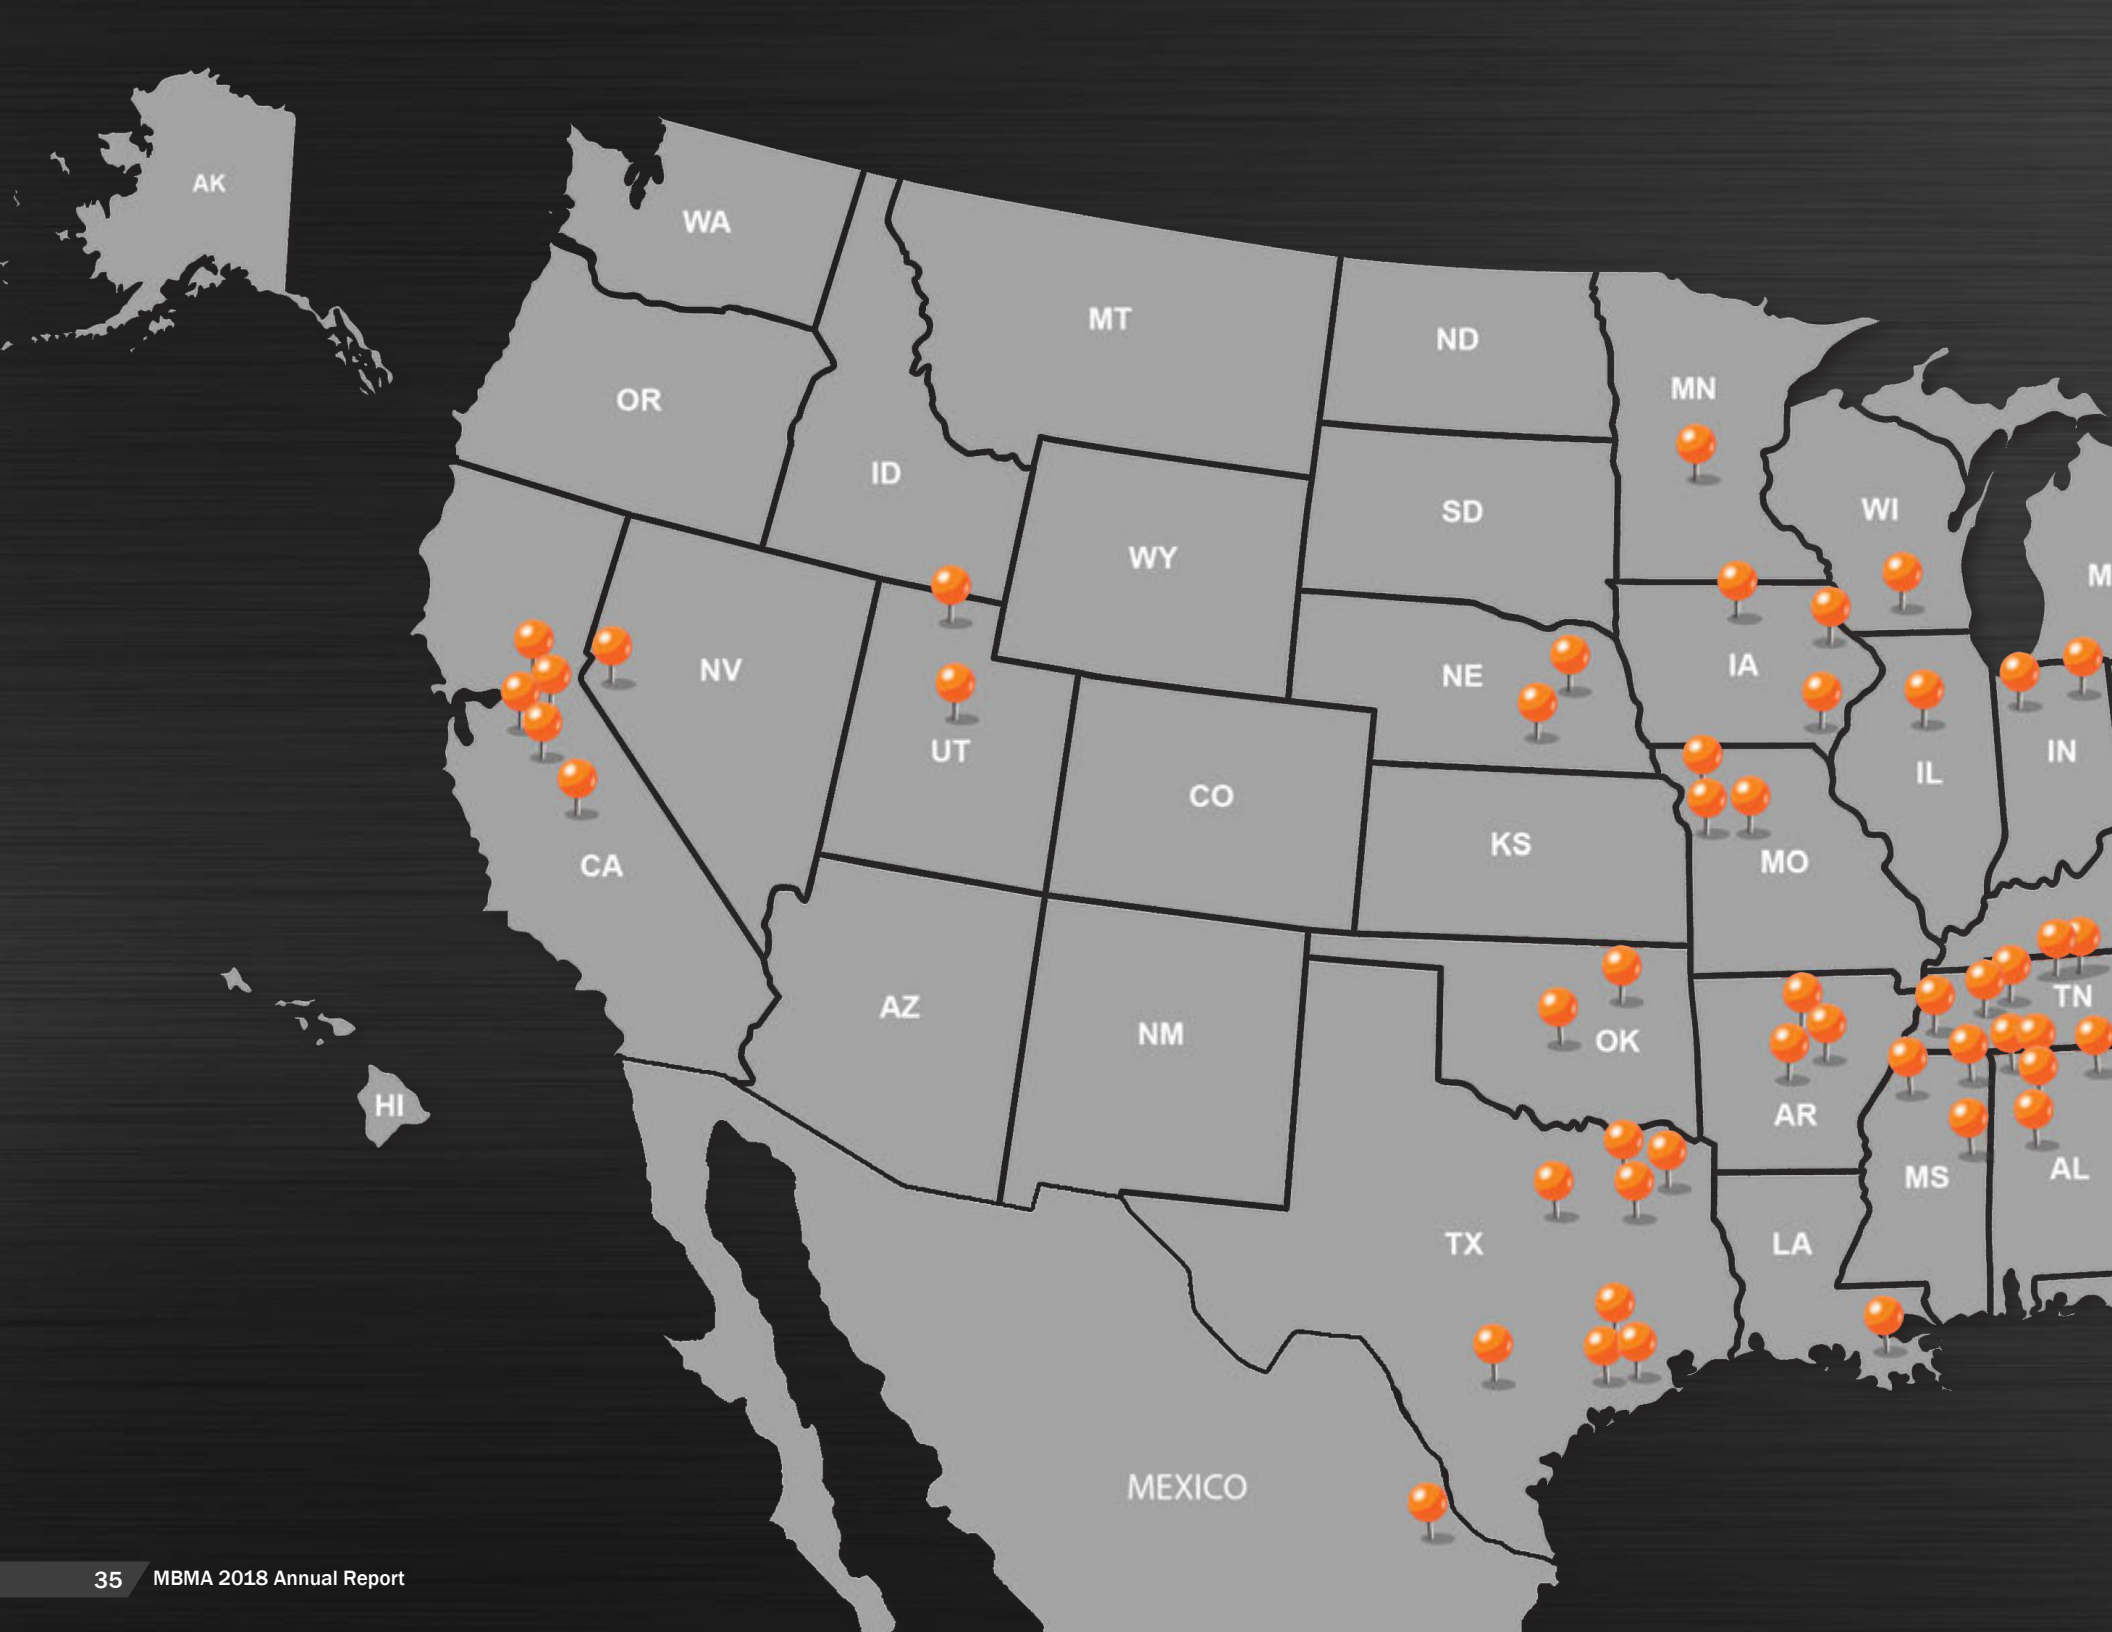 AK
WA
MT
ND
MN
OR
ID
SD
WI
WY
M
NV
NE
IA
UT
IN
CO
IL
KS
MO
CA
AZ
NM
OK
TN
HI
AR
MS
AL
TX
LA
MEXICO
35 MBMA 2018 Annual Report